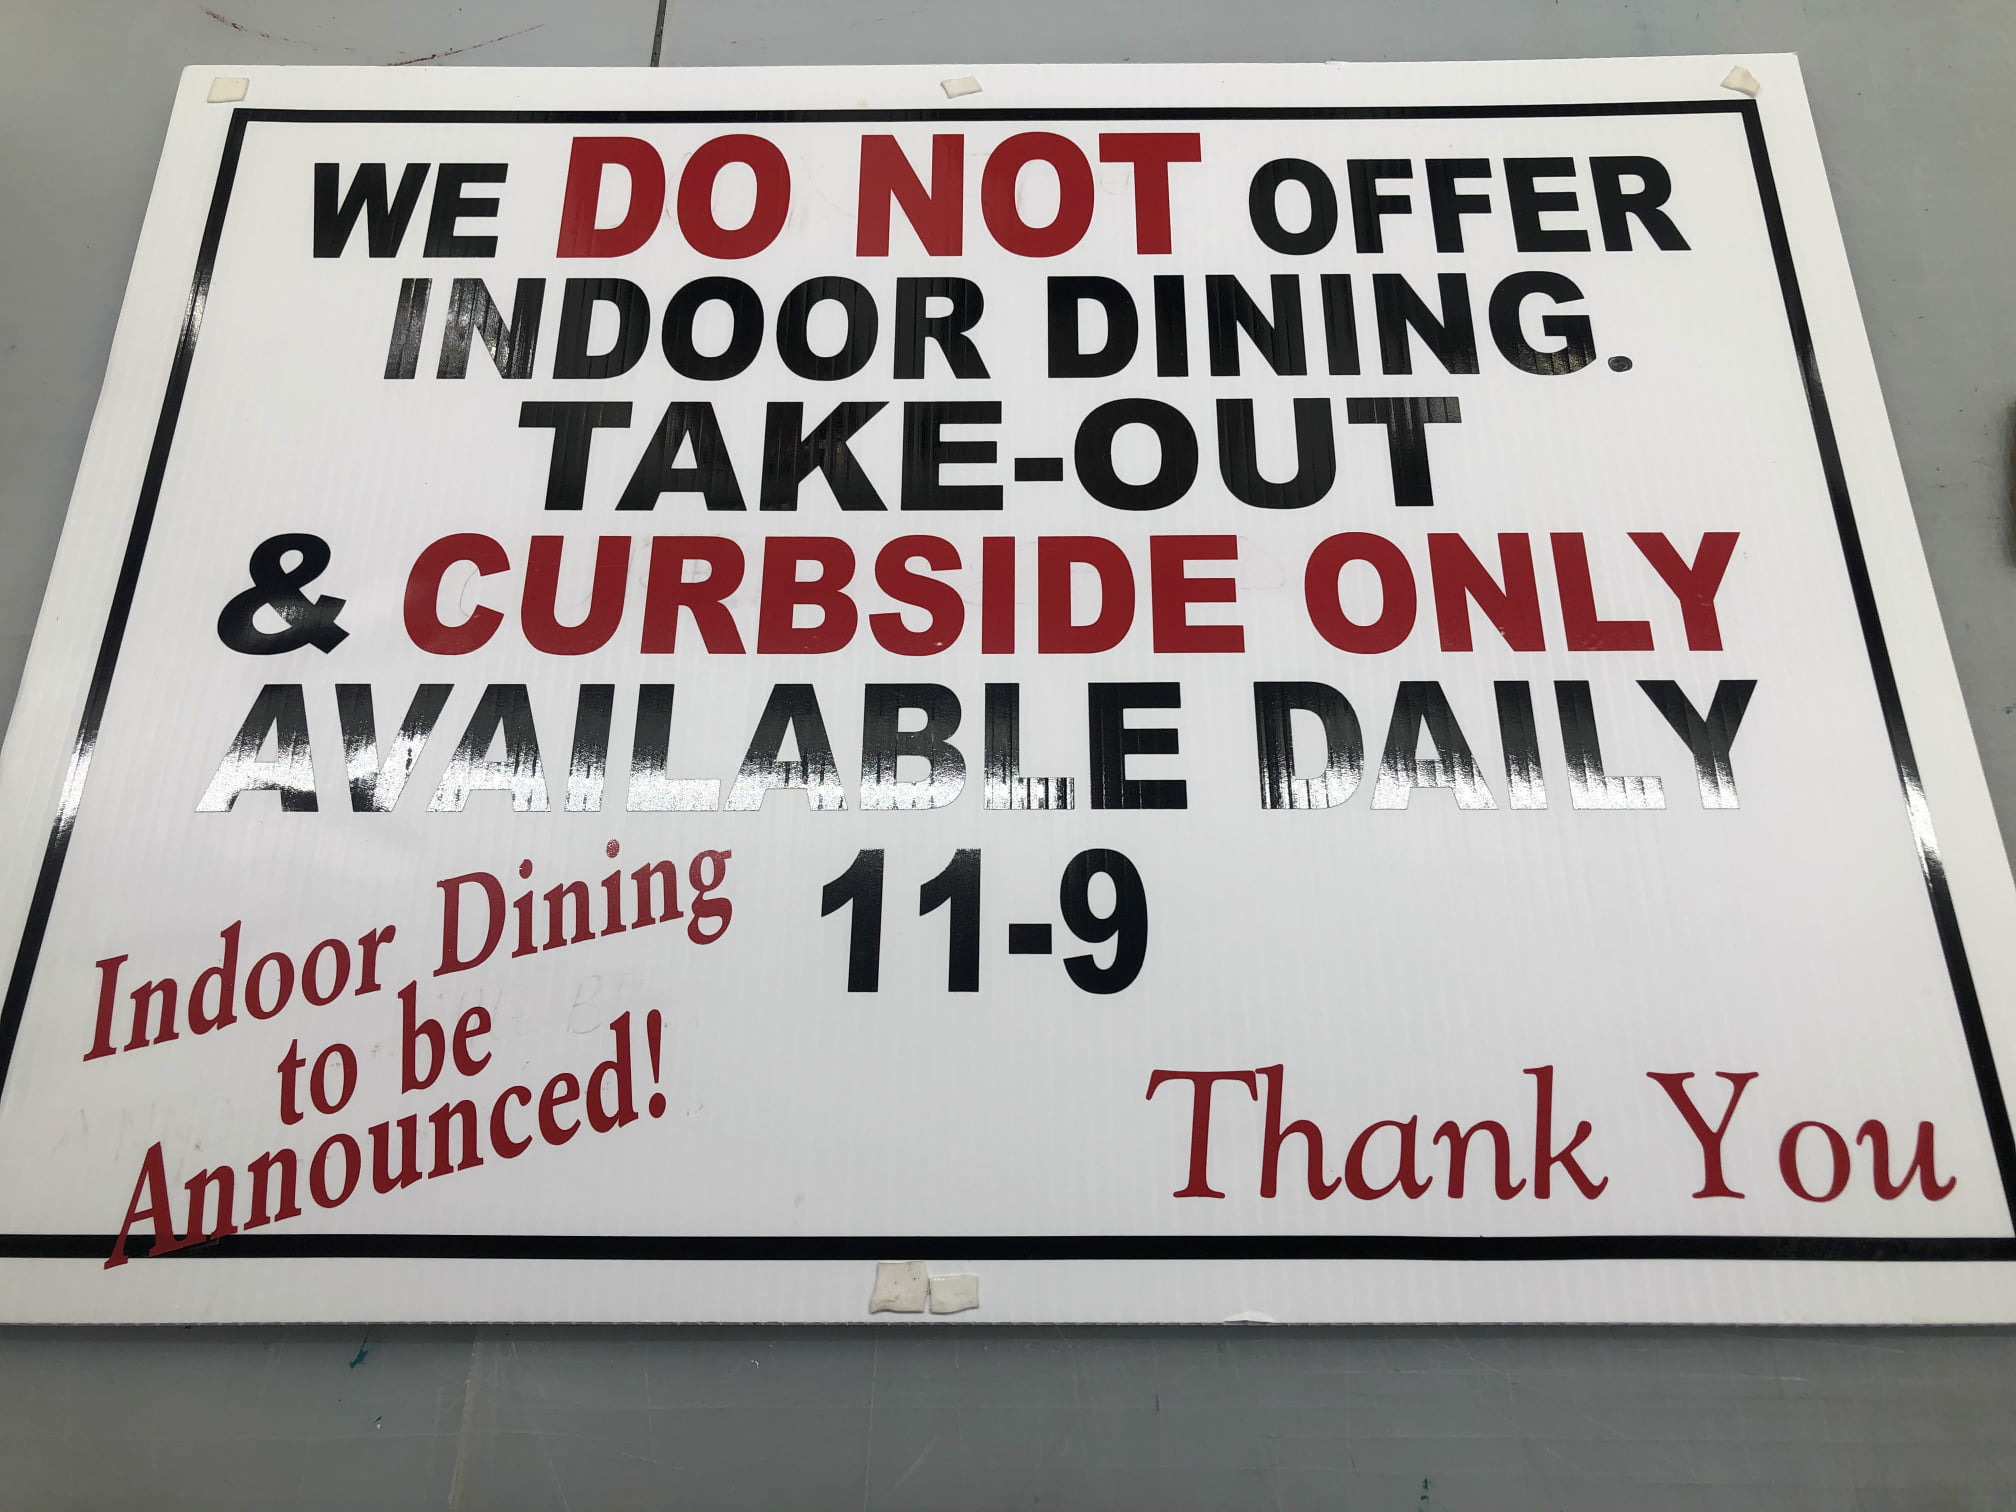 WE DO NOT OFFER
INDOOR DINING.
TAKE-OUT
& CURBSIDE ONLY
AVAILABLE DAILY
11-9
Indoor Dining
to be
Announced!
Thank You